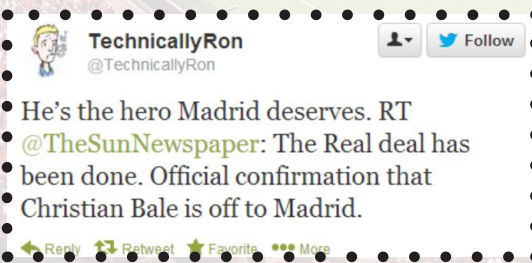 TechnicallyRon
Follow
@TechnicallyRon
He's the hero Madrid deserves. RT
@TheSunNewspaper: The Real deal has
been done. Official confirmation that
Christian Bale is off to Madrid.
Reply Retweet Favorite More